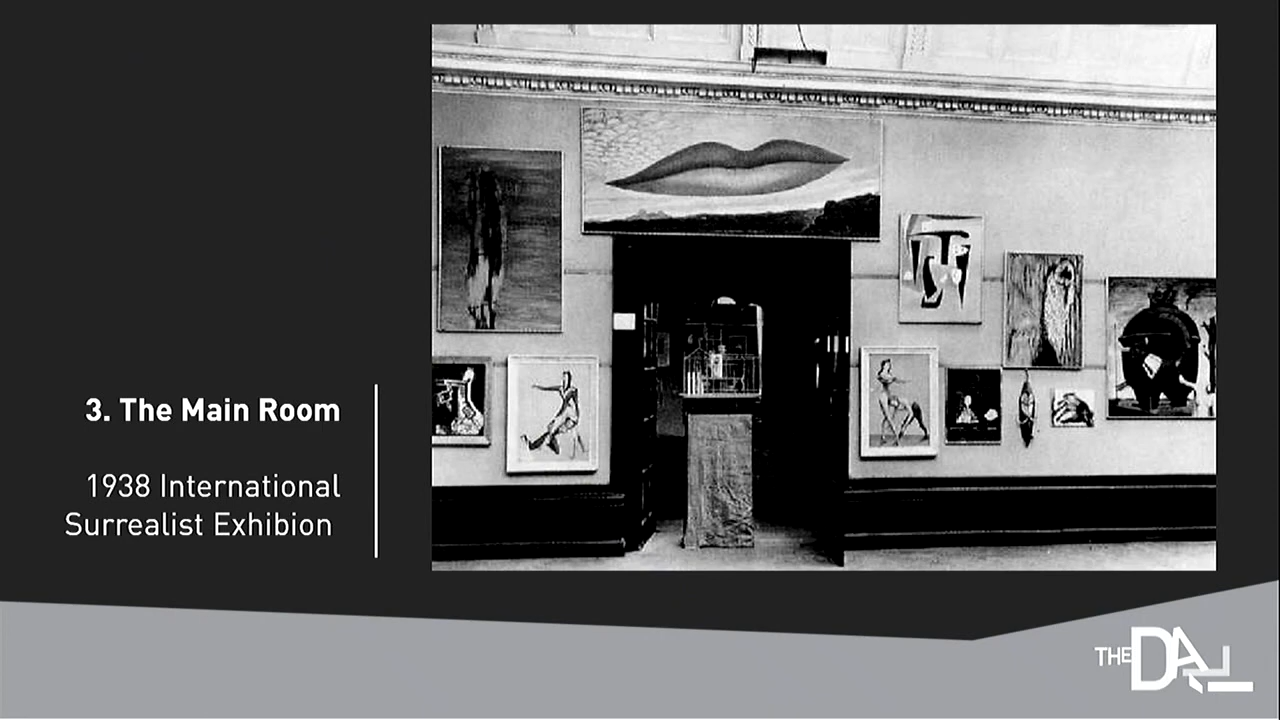 3. The Main Room
1938 International
Surrealist Exhibion
THE DALI